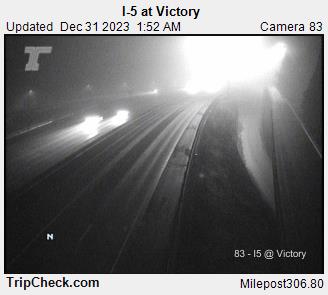 I-5 at Victory
Updated Dec 31 2023 1:52 AM Camera 83
T
N
83 - I5 @ Victory
TripCheck.com Milepost306.80